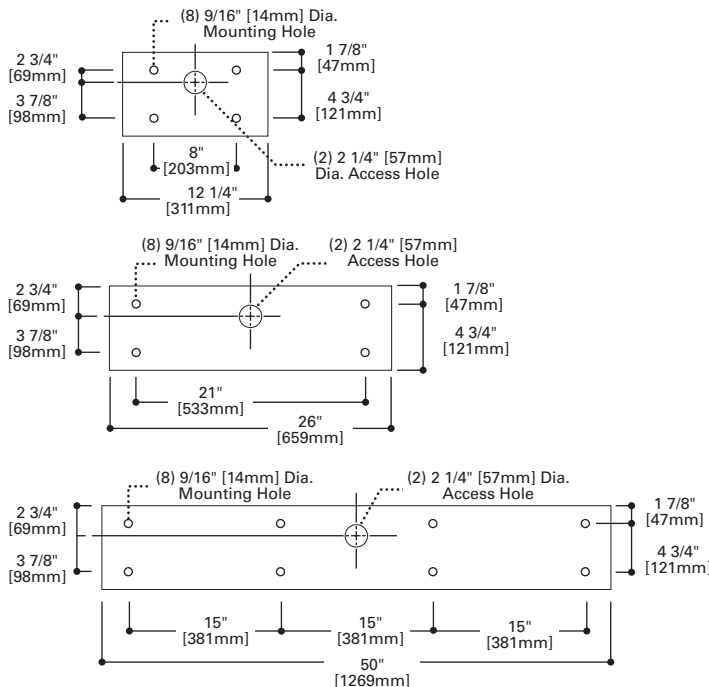 (8) 9/16" [14mm] Dia.
Mounting Hole
2 3/4"
[69mm]
3 7/8"
[98mm]
1 7/8"
[47mm]
4 3/4"
[121mm]
8"
[203mm]
(2) 2 1/4" [57mm]
Dia. Access Hole
12 1/4"
[311mm]
(8) 9/16" [14mm] Dia.
Mounting Hole
(2) 2 1/4" [57mm]
Access Hole
2 3/4"
[69mm]
3 7/8"
[98mm]
1 7/8"
[47mm]
4 3/4"
[121mm]
21"
[533mm]
26"
[659mm]
(8) 9/16" [14mm] Dia.
Mounting Hole
(2) 2 1/4" [57mm] Dia.
Access Hole
2 3/4"
[69mm]
3 7/8"
[98mm]
1 7/8"
[47mm]
4 3/4"
[121mm]
15"
[381mm]
15"
[381mm]
15"
[381mm]
50"
[1269mm]